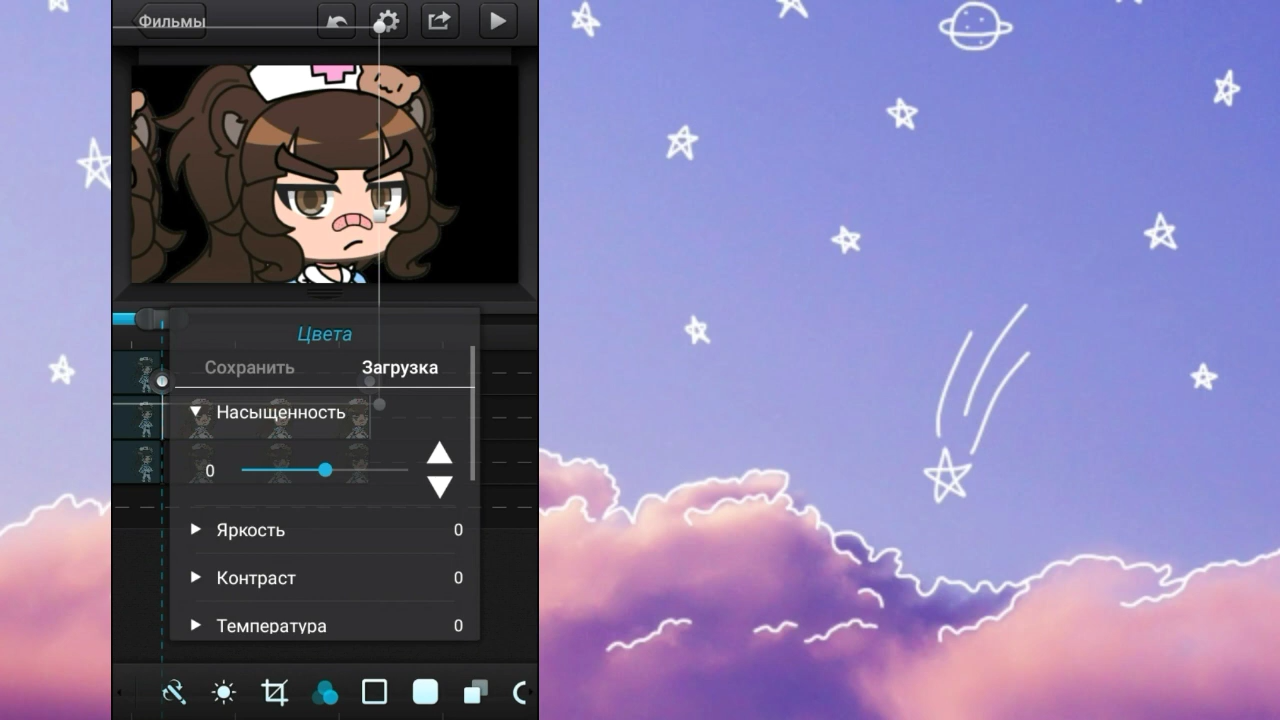 Фильмы
Цвета
Сохранить Загрузка
Насыщенность
0
Яркость 0
Контраст 0
Температура 0